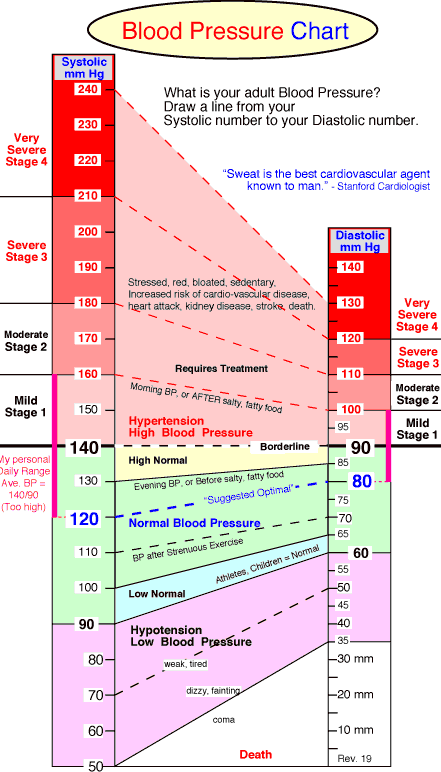 Blood Pressure Chart
Systolic
mm Hg
240
230
220
210
200
190
180
170
160
150
140
130
120
110
100
90
80
70
60
50
Very
Severe
Stage 4
Severe
Stage 3
Moderate
Stage 2
Mild
Stage 1
My personal
Daily Range
Ave. BP =
140/90
(Too high)
What is your adult Blood Pressure?
Draw a line from your
Systolic number to your Diastolic number.
“Sweat is the best cardiovascular agent
known to man.” - Stanford Cardiologist
Stressed, red, bloated, sedentary,
Increased risk of cardio-vascular disease,
heart attack, kidney disease, stroke, death.
Requires Treatment
Morning BP, or AFTER salty, fatty food
Hypertension
High Blood Pressure
Borderline
High Normal
Evening BP, or Before salty, fatty food
“Suggested Optimal”
Normal Blood Pressure
BP after Strenuous Exercise
Athletes, Children = Normal
Low Normal
Hypotension
Low Blood Pressure
weak, tired
dizzy, fainting
coma
Death
Diastolic
mm Hg
140
130
120
110
100
95
90
85
80
75
70
65
60
55
50
45
40
35
30 mm
20 mm
10 mm
Rev. 19
Very
Severe
Stage 4
Severe
Stage 3
Moderate
Stage 2
Mild
Stage 1